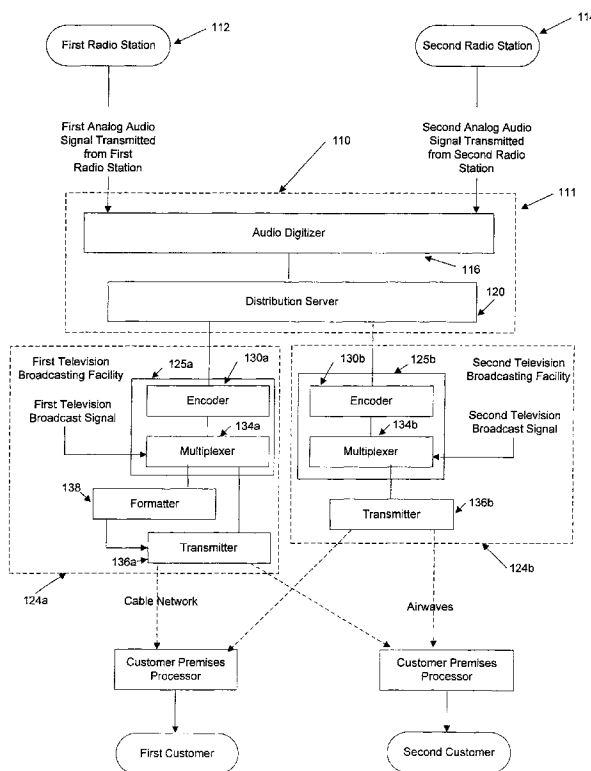 First Radio Station
112
Second Radio Station
First Analog Audio
Signal Transmitted
from First
Radio Station
110
Second Analog Audio
Signal Transmitted
from Second Radio
Station
111
Audio Digitizer
116
Distribution Server
120
First Television
Broadcasting Facility
125a
130a
Encoder
First Television
Broadcast Signal
134a
Multiplexer
138
Formatter
Transmitter
136a
124a
130b
125b
Second Television
Broadcasting Facility
Encoder
134b
Second Television
Broadcast Signal
Multiplexer
Transmitter
136b
124b
Cable Network
Airwaves
Customer Premises
Processor
Customer Premises
Processor
First Customer
Second Customer